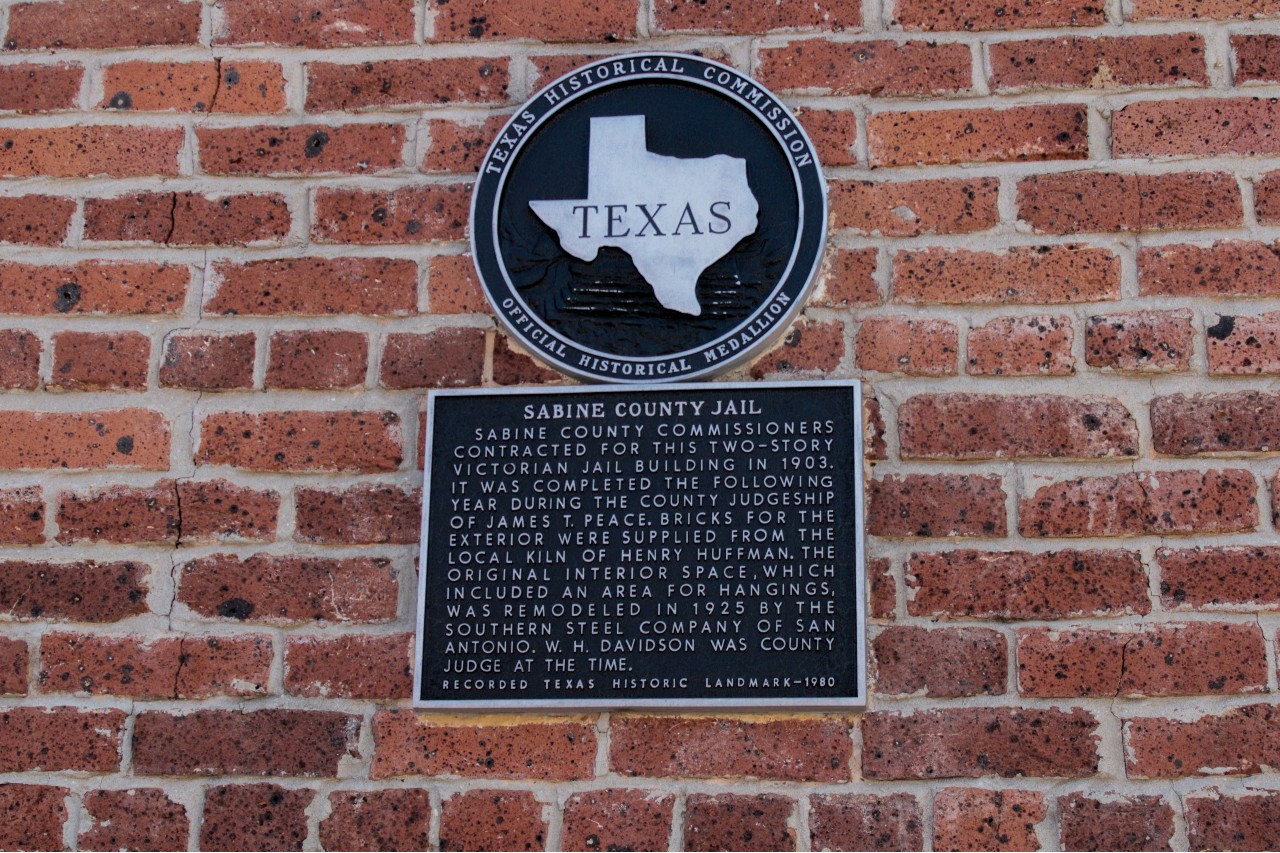 TEXAS HISTORICAL COMMISSION
TEXAS
OFFICIAL HISTORICAL MEDALLION
SABINE COUNTY JAIL
SABINE COUNTY COMMISSIONERS
CONTRACTED FOR THIS TWO-STORY
VICTORIAN JAIL BUILDING IN 1903.
IT WAS COMPLETED THE FOLLOWING
YEAR DURING THE COUNTY JUDGESHIP
OF JAMES T. PEACE. BRICKS FOR THE
EXTERIOR WERE SUPPLIED FROM THE
LOCAL KILN OF HENRY HUFFMAN. THE
ORIGINAL INTERIOR SPACE, WHICH
INCLUDED AN AREA FOR HANGINGS,
WAS REMODELED IN 1925 BY THE
SOUTHERN STEEL COMPANY OF SAN
ANTONIO. W. H. DAVIDSON WAS COUNTY
JUDGE AT THE TIME.
RECORDED TEXAS HISTORIC LANDMARK-1980